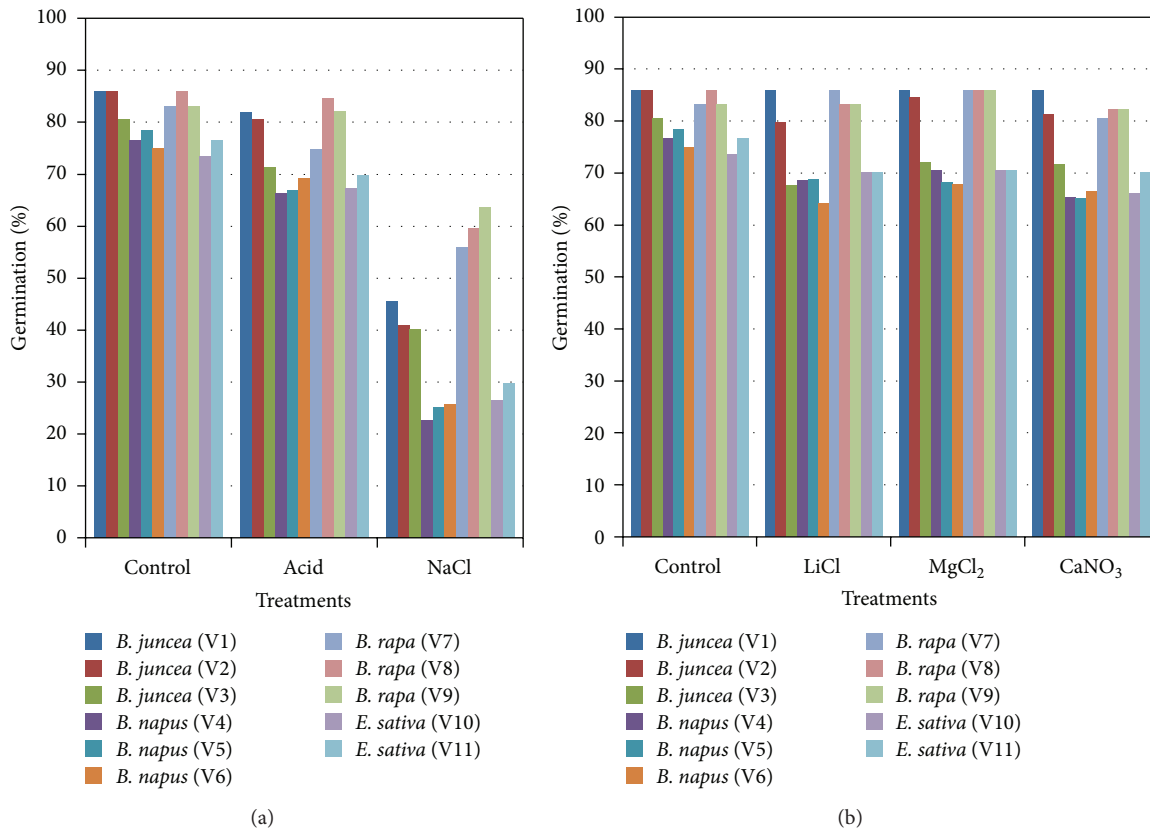 100
90
80
70
60
50
40
30
20
10
0
Germination (%)
Control Acid NaCl
Treatments
B. juncea (V1) B. rapa (V7)
B. juncea (V2) B. rapa (V8)
B. juncea (V3) B. rapa (V9)
B. napus (V4) E. sativa (V10)
B. napus (V5) E. sativa (V11)
B. napus (V6)
(a)
100
90
80
70
60
50
40
30
20
10
0
Germination (%)
Control LiCl MgCl₂ CaNO₃
Treatments
B. juncea (V1) B. rapa (V7)
B. juncea (V2) B. rapa (V8)
B. juncea (V3) B. rapa (V9)
B. napus (V4) E. sativa (V10)
B. napus (V5) E. sativa (V11)
B. napus (V6)
(b)